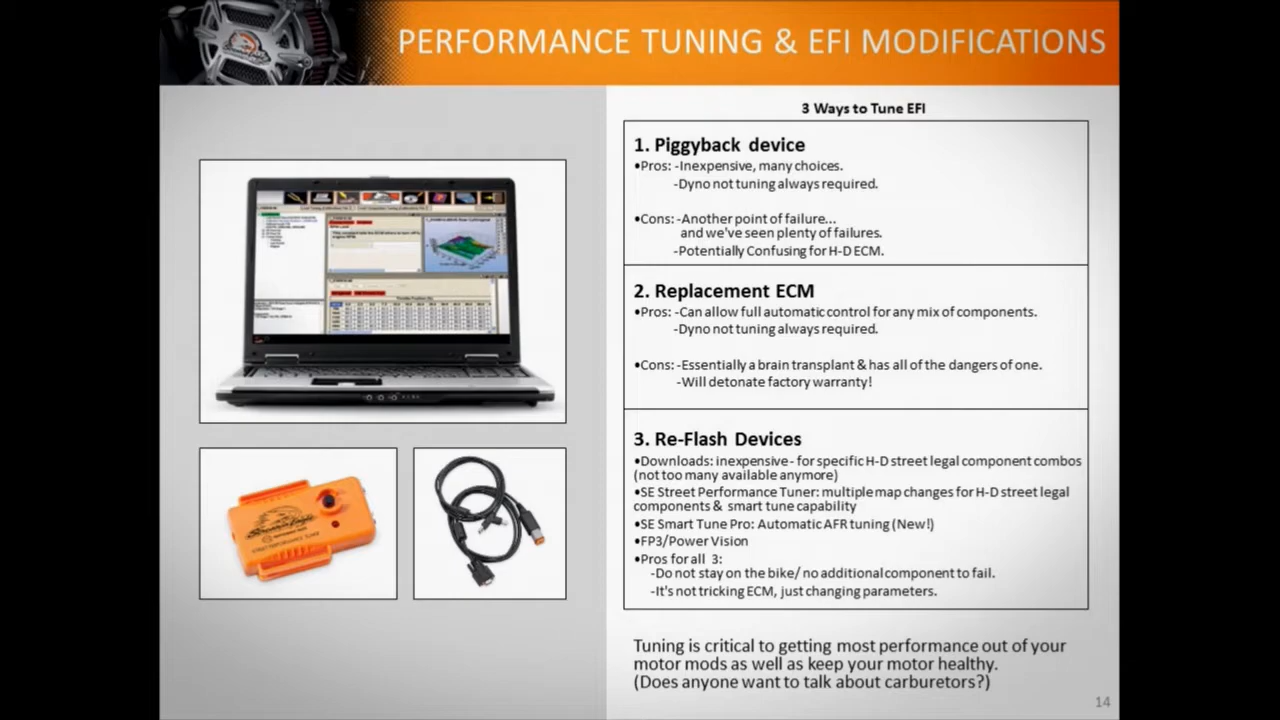 PERFORMANCE TUNING & EFI MODIFICATIONS
3 Ways to Tune EFI
1. Piggyback device
•Pros: -Inexpensive, many choices.
-Dyno not tuning always required.
•Cons: -Another point of failure...
and we've seen plenty of failures.
-Potentially Confusing for H-D ECM.
2. Replacement ECM
•Pros: -Can allow full automatic control for any mix of components.
-Dyno not tuning always required.
•Cons: -Essentially a brain transplant & has all of the dangers of one.
-Will detonate factory warranty!
3. Re-Flash Devices
•Downloads: inexpensive - for specific H-D street legal component combos
(not too many available anymore)
•SE Street Performance Tuner: multiple map changes for H-D street legal
components & smart tune capability
•SE Smart Tune Pro: Automatic AFR tuning (New!)
•FP3/Power Vision
•Pros for all 3:
-Do not stay on the bike/ no additional component to fail.
-It's not tricking ECM, just changing parameters.
Tuning is critical to getting most performance out of your
motor mods as well as keep your motor healthy.
(Does anyone want to talk about carburetors?)
14